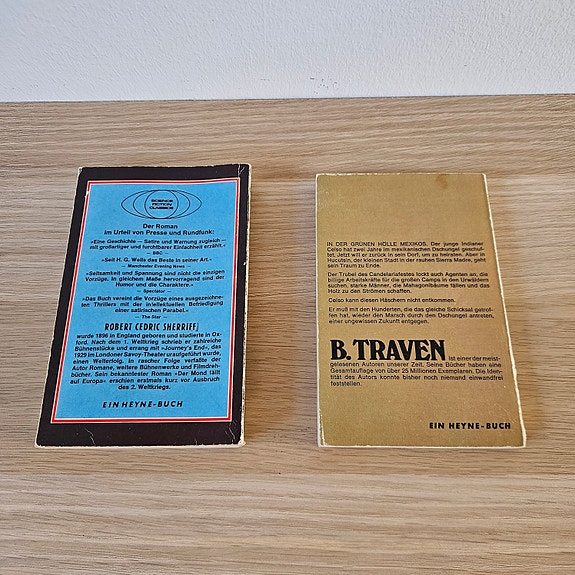 SCIENCE
FICTION
CLASSICS
Der Roman
im Urteil von Presse und Rundfunk:
»Eine Geschichte — Satire und Warnung zugleich —
mit großartiger und furchtbarer Einfachheit erzählt.«
— BBC
»Seit H. G. Wells das Beste in seiner Art.«
— Manchester Evening News
»Seltsamkeit und Spannung sind nicht die einzigen
Vorzüge. In gleichem Maße hervorragend sind der
Humor und die Charaktere.«
— Spectator
»Das Buch vereint die Vorzüge eines ausgezeichne-
ten Thrillers mit der intellektuellen Befriedigung
einer satirischen Parabel.«
— The Star —
ROBERT CEDRIC SHERRIFF
wurde 1896 in England geboren und studierte in Ox-
ford. Nach dem 1. Weltkrieg schrieb er zahlreiche
Bühnenstücke und errang mit »Journey's End«, das
1929 im Londoner Savoy-Theater uraufgeführt wurde,
einen Welterfolg. In rascher Folge verfaßte der
Autor Romane, weitere Bühnenwerke und Filmdreh-
bücher. Sein bekanntester Roman »Der Mond fällt
auf Europa« erschien erstmals kurz vor Ausbruch
des 2. Weltkriegs.
EIN HEYNE-BUCH
IN DER GRÜNEN HÖLLE MEXIKOS. Der junge Indianer
Celso hat zwei Jahre im mexikanischen Dschungel geschuf-
tet. Jetzt will er zurück in sein Dorf, um zu heiraten. Aber in
Hucutsin, der kleinen Stadt in der rauhen Sierra Madre, geht
sein Traum zu Ende.
Der Trubel des Candelariafestes lockt auch Agenten an, die
billige Arbeitskräfte für die großen Camps in den Urwäldern
suchen, starke Männer, die Mahagonibäume fällen und das
Holz zu den Strömen schaffen.
Celso kann diesen Häschern nicht entkommen.
Er muß mit den Hunderten, die das gleiche Schicksal getrof-
fen hat, wieder den Marsch durch den Dschungel antreten,
einer ungewissen Zukunft entgegen.
B. TRAVEN ist einer der meist-
gelesenen Autoren unserer Zeit. Seine Bücher haben eine
Gesamtauflage von über 25 Millionen Exemplaren. Die Iden-
tität des Autors konnte bisher noch niemand einwandfrei
feststellen.
EIN HEYNE-BUCH